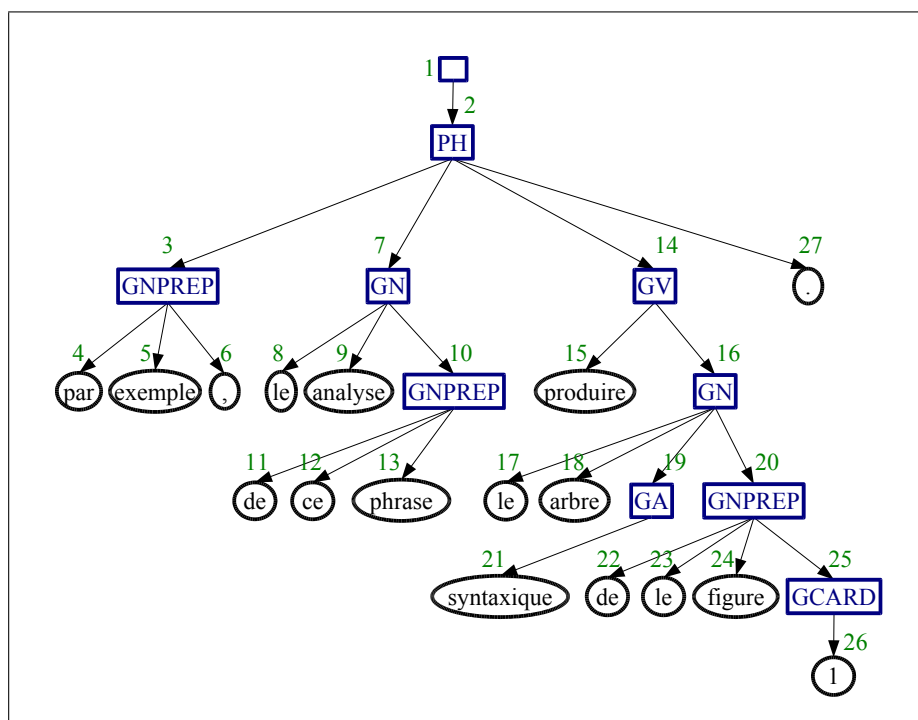 1
2
PH
3 7 14 27
GNPREP GN GV .
4 5 6 8 9 10 15 16
par exemple , le analyse GNPREP produire GN
11 12 13 17 18 19 20
de ce phrase le arbre GA GNPREP
21 22 23 24 25
syntaxique de le figure GCARD
26
1